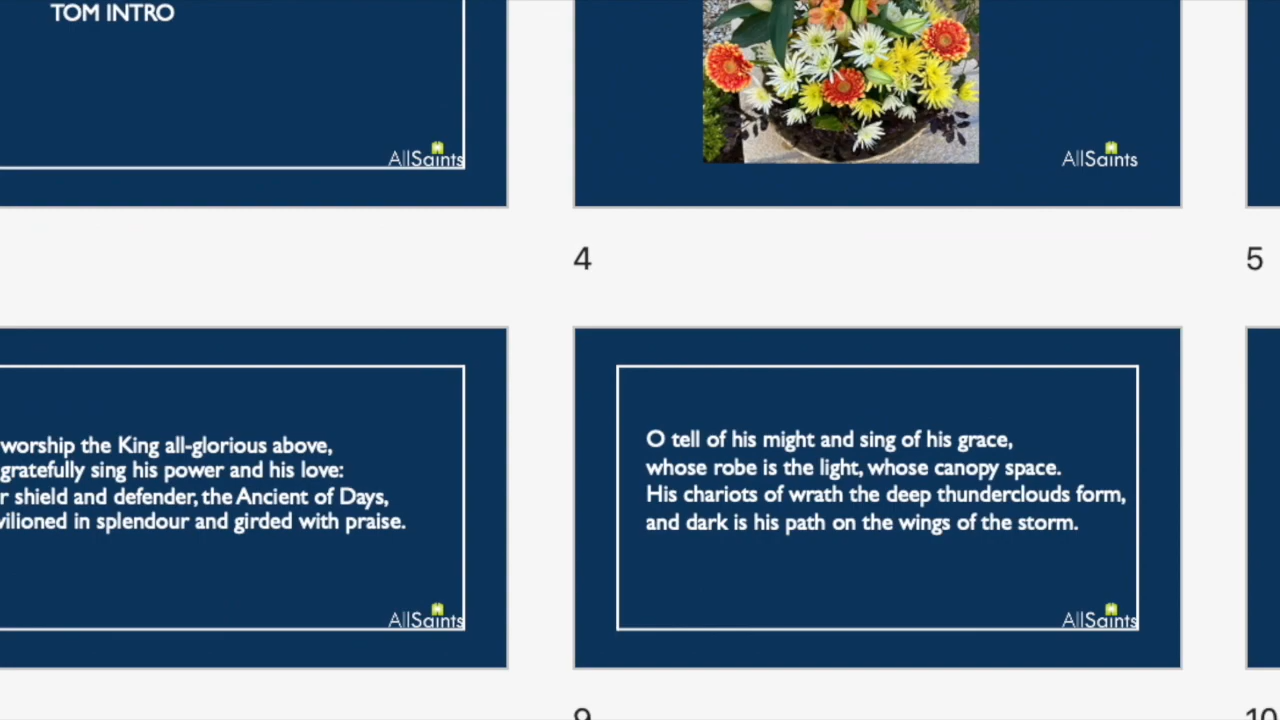 TOM INTRO
AllSaints
AllSaints
4
5
worship the King all-glorious above,
gratefully sing his power and his love:
r shield and defender, the Ancient of Days,
vilioned in splendour and girded with praise.
AllSaints
O tell of his might and sing of his grace,
whose robe is the light, whose canopy space.
His chariots of wrath the deep thunderclouds form,
and dark is his path on the wings of the storm.
AllSaints
9
10